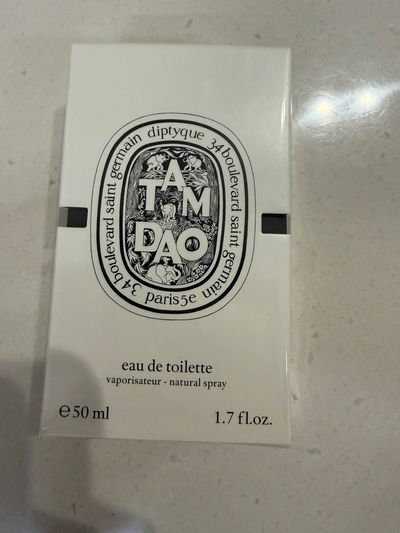 diptyque 34 boulevard saint germain paris5e 34 boulevard saint germain
TAM
DAO
eau de toilette
vaporisateur - natural spray
℮50 ml
1.7 fl.oz.